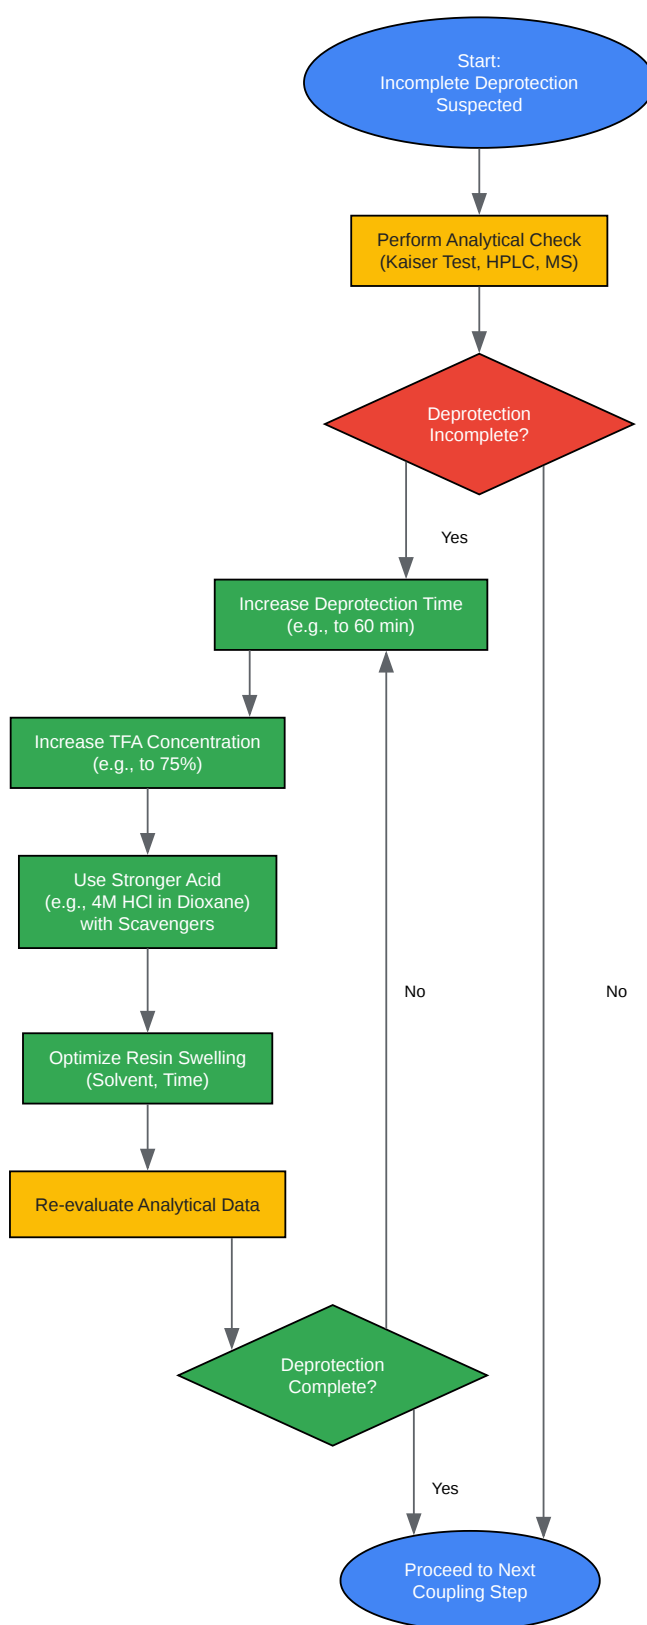 Start:
Incomplete Deprotection
Suspected
Perform Analytical Check
(Kaiser Test, HPLC, MS)
Deprotection
Incomplete?
Yes
Increase Deprotection Time
(e.g., to 60 min)
Increase TFA Concentration
(e.g., to 75%)
Use Stronger Acid
(e.g., 4M HCl in Dioxane)
with Scavengers
No
No
Optimize Resin Swelling
(Solvent, Time)
Re-evaluate Analytical Data
Deprotection
Complete?
Yes
Proceed to Next
Coupling Step